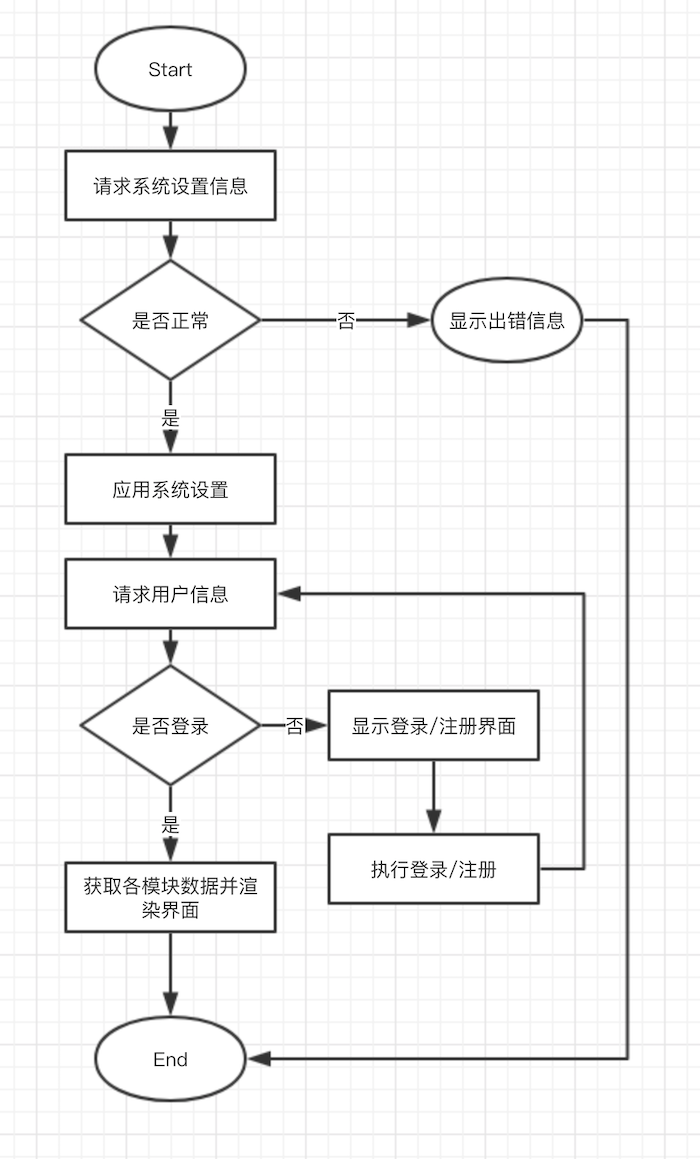 Start
请求系统设置信息
是否正常
否
显示出错信息
是
应用系统设置
请求用户信息
是否登录
否
显示登录/注册界面
是
执行登录/注册
获取各模块数据并渲
染界面
End